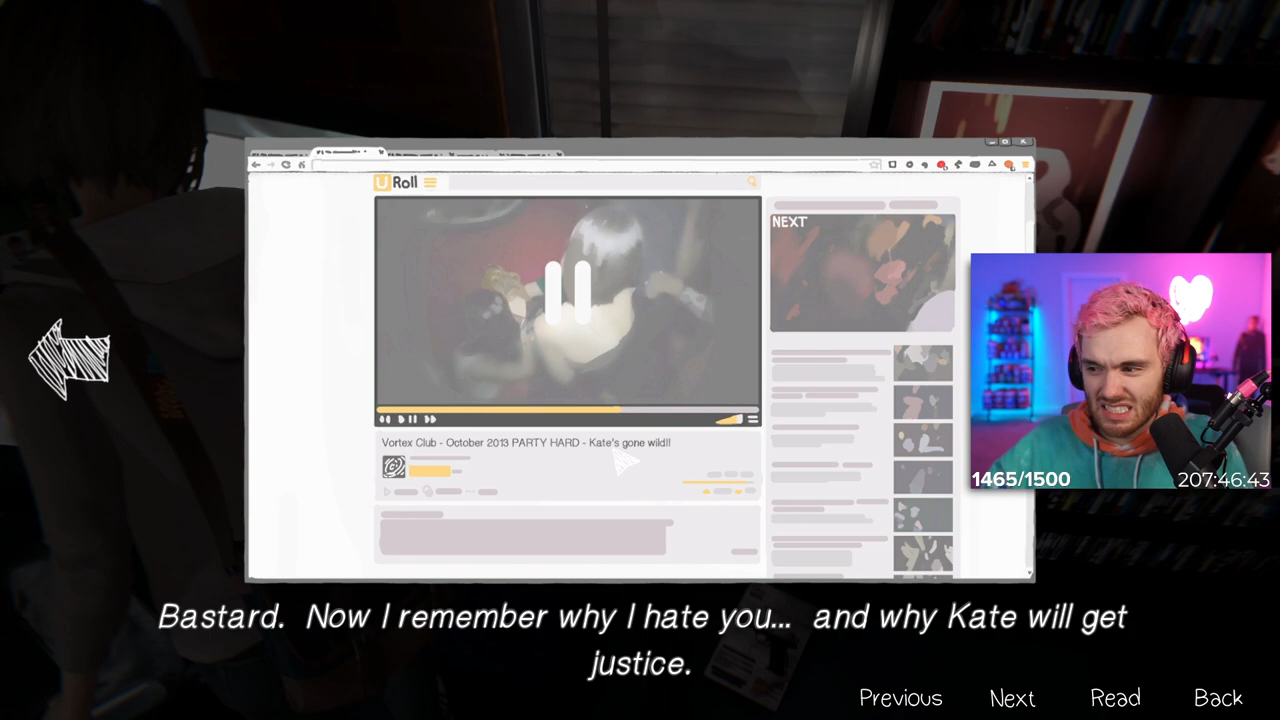 U Roll
NEXT
Vortex Club - October 2013 PARTY HARD - Kate's gone wild!!
1465/1500
207:46:43
Bastard. Now I remember why I hate you... and why Kate will get
justice.
Previous Next Read Back